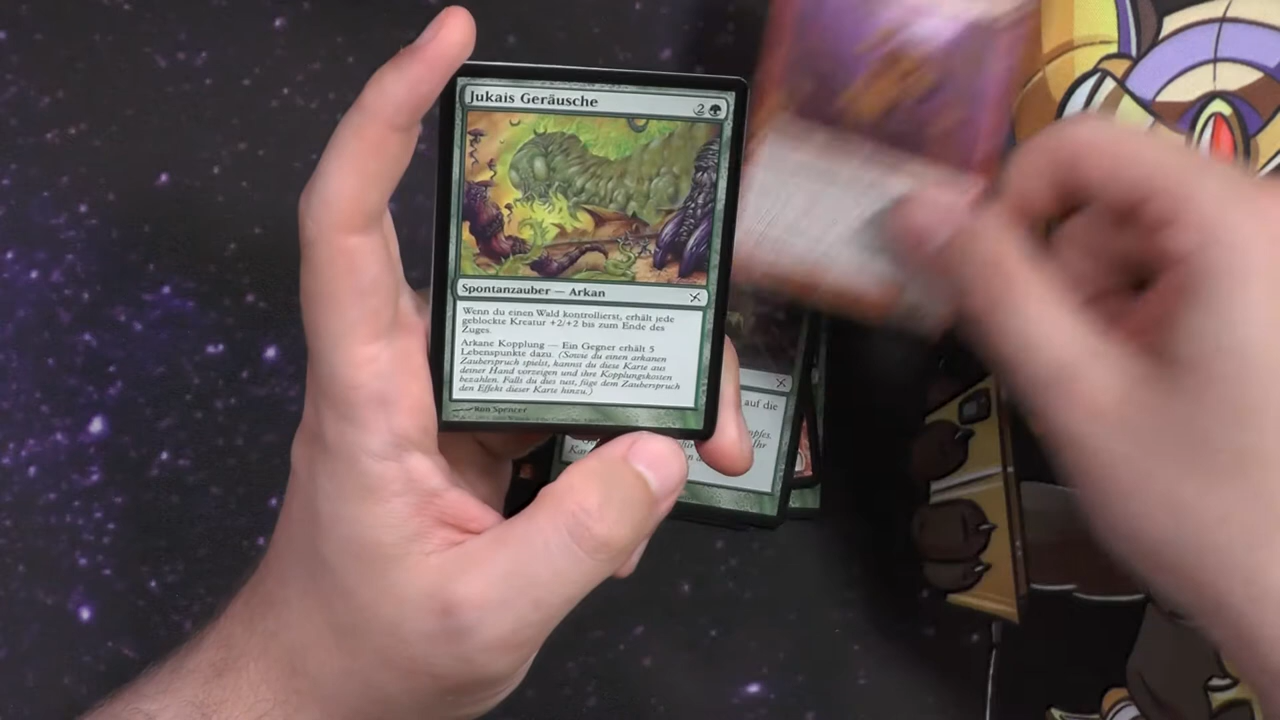 Jukais Geräusche
2
Spontanzauber — Arkan
Wenn du einen Wald kontrollierst, erhält jede
geblockte Kreatur +2/+2 bis zum Ende des
Zuges.
Arkane Kopplung — Ein Gegner erhält 5
Lebenspunkte dazu. (Sowie du einen arkanen
Zauberspruch spielst, kannst du diese Karte aus
deiner Hand vorzeigen und ihre Kopplungskosten
bezahlen. Falls du dies tust, füge dem Zauberspruch
den Effekt dieser Karte hinzu.)
Ron Spencer
auf die